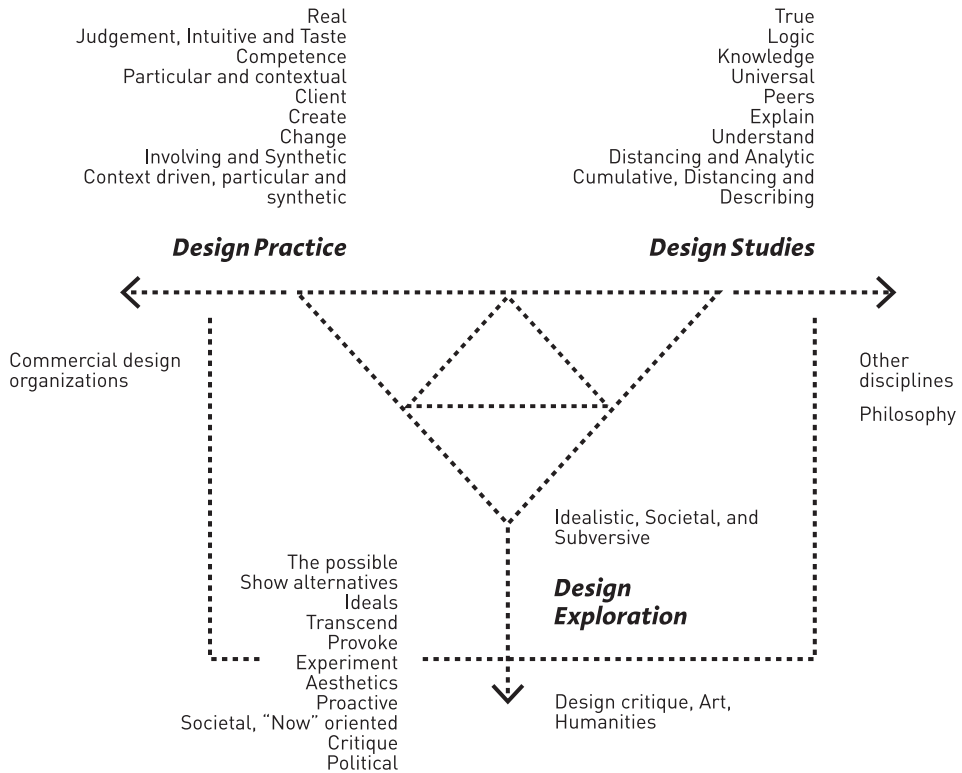 Real
Judgement, Intuitive and Taste
Competence
Particular and contextual
Client
Create
Change
Involving and Synthetic
Context driven, particular and
synthetic
Design Practice
True
Logic
Knowledge
Universal
Peers
Explain
Understand
Distancing and Analytic
Cumulative, Distancing and
Describing
Design Studies
Commercial design
organizations
Other
disciplines
Philosophy
Idealistic, Societal, and
Subversive
Design
Exploration
The possible
Show alternatives
Ideals
Transcend
Provoke
Experiment
Aesthetics
Proactive
Societal, “Now” oriented
Critique
Political
Design critique, Art,
Humanities